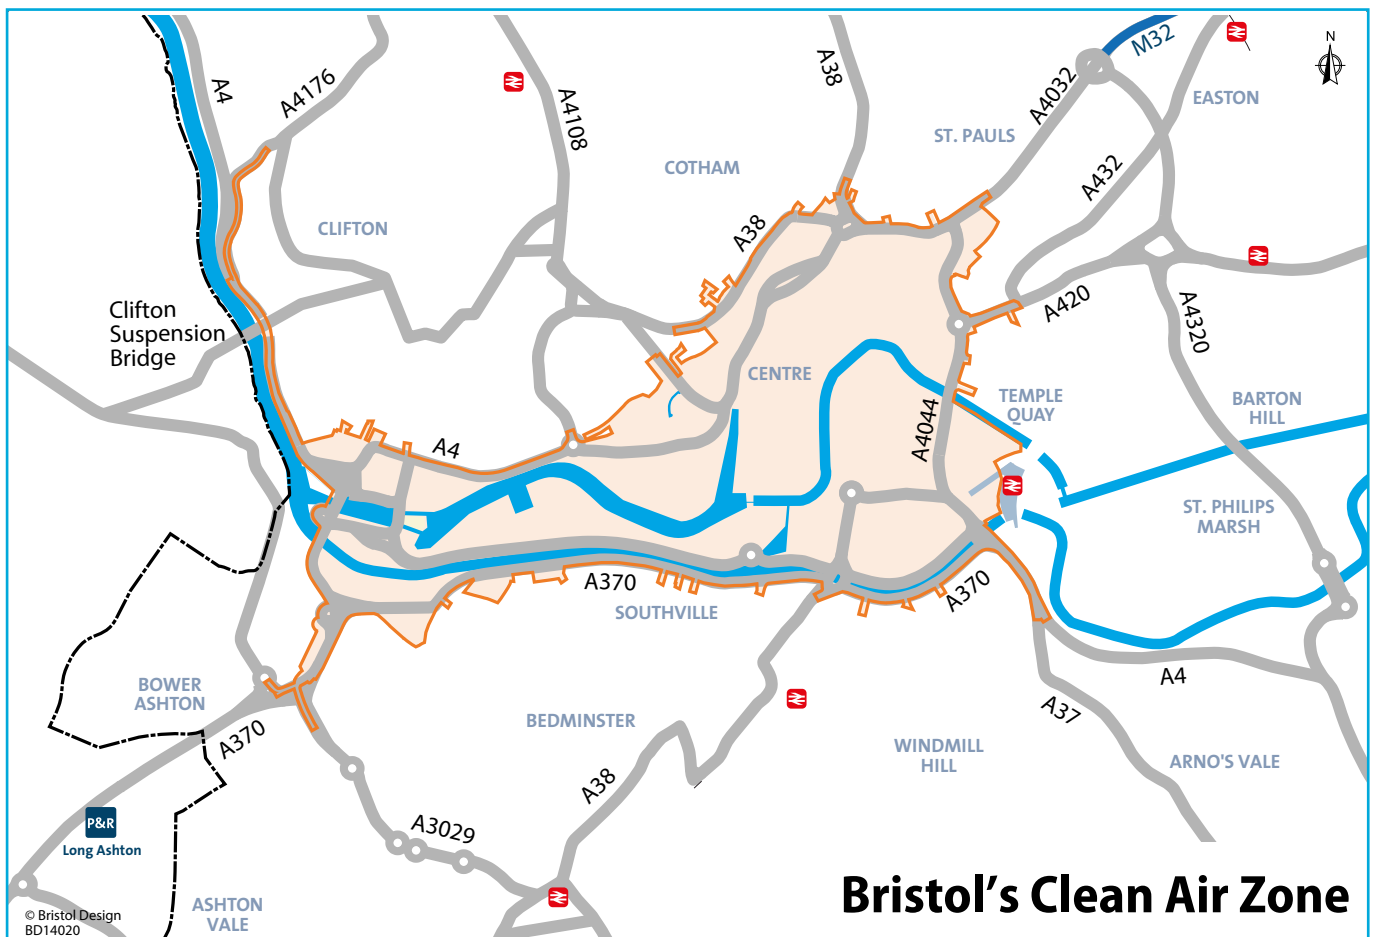 N
M32
A38
A4
A4176
A4032
EASTON
A4108
ST. PAULS
COTHAM
A432
CLIFTON
A38
Clifton
Suspension
Bridge
A420
A4320
CENTRE
TEMPLE
QUAY
BARTON
HILL
A4044
A4
ST. PHILIPS
MARSH
A370
A370
SOUTHVILLE
A4
BOWER
ASHTON
A37
BEDMINSTER
A370
WINDMILL
HILL
ARNO'S VALE
A38
P&R
Long Ashton
A3029
Bristol's Clean Air Zone
ASHTON
VALE
© Bristol Design
BD14020